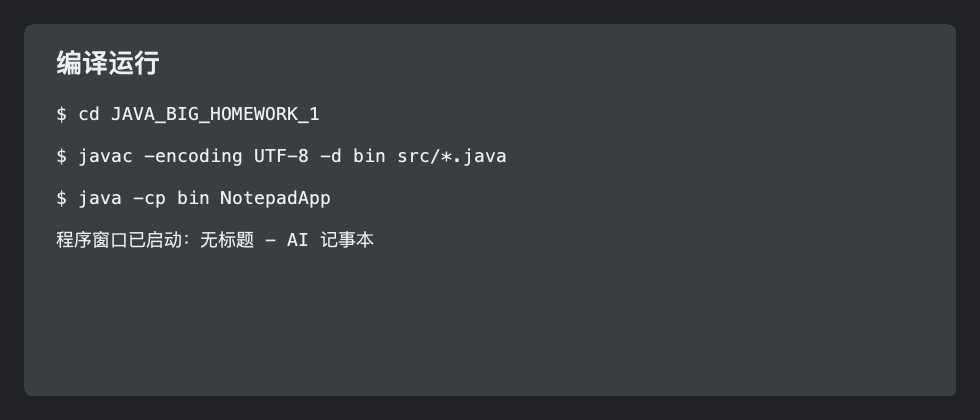 编译运行
$ cd JAVA_BIG_HOMEWORK_1
$ javac -encoding UTF-8 -d bin src/*.java
$ java -cp bin NotepadApp
程序窗口已启动：无标题 - AI 记事本